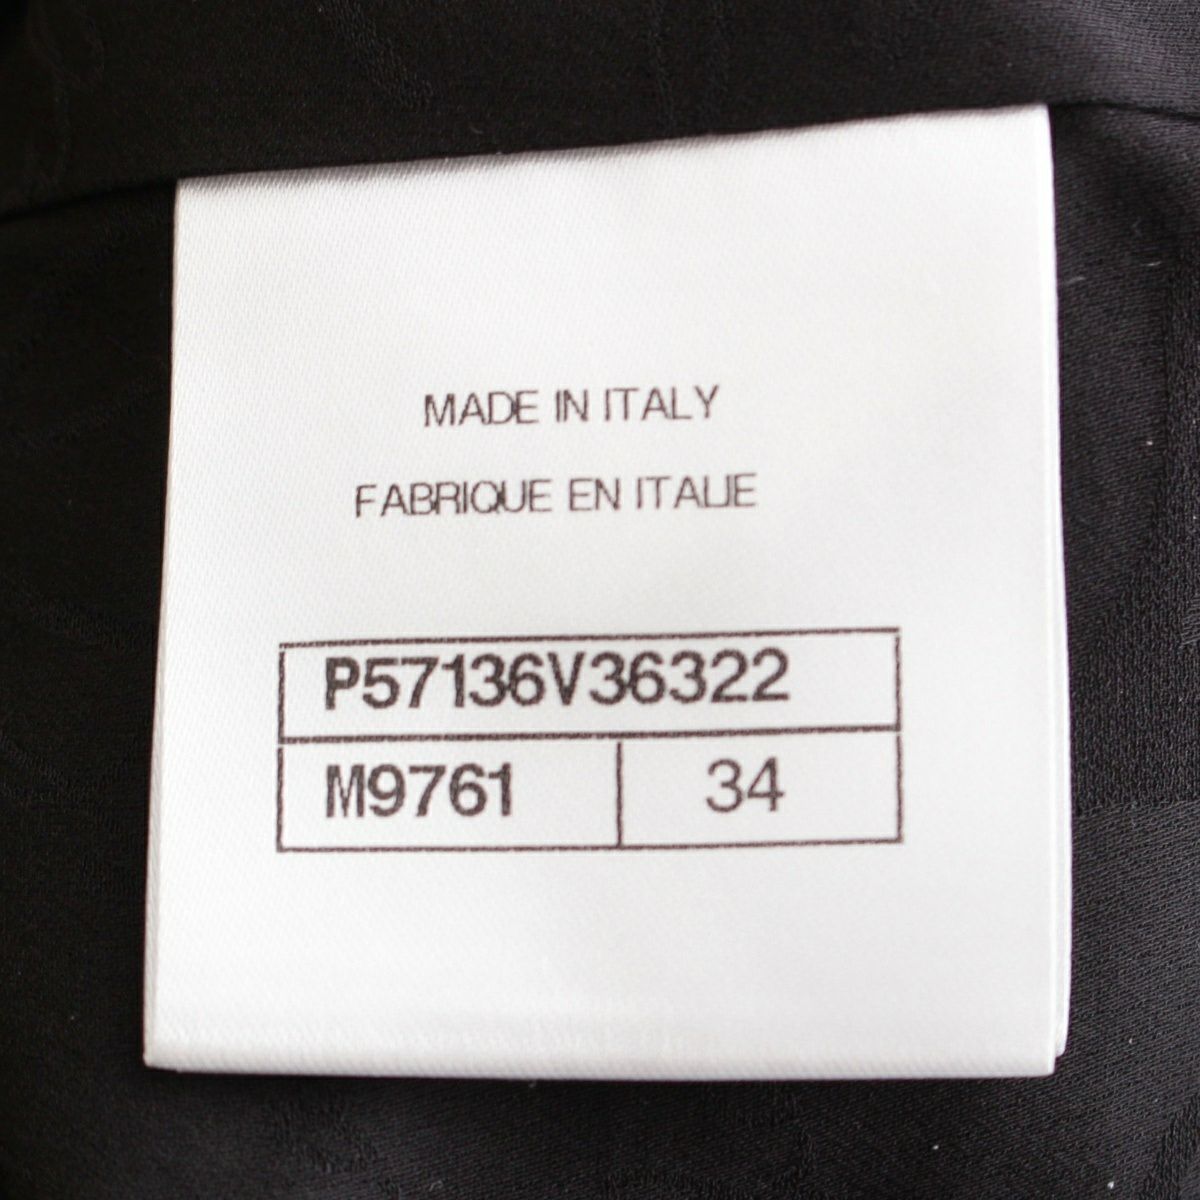 MADE IN ITALY
FABRIQUE EN ITALIE
P57136V36322
M9761 34